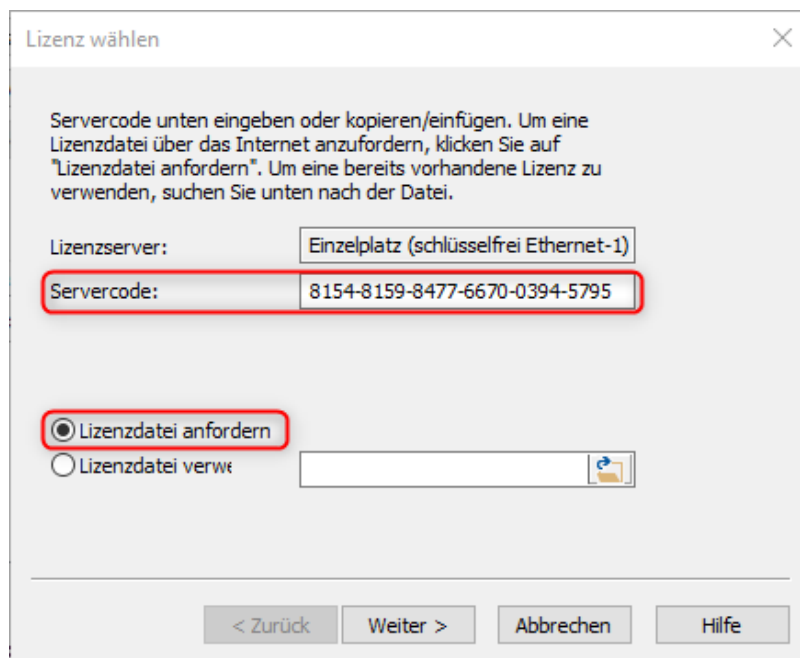 Lizenz wählen
Servercode unten eingeben oder kopieren/einfügen. Um eine
Lizenzdatei über das Internet anzufordern, klicken Sie auf
"Lizenzdatei anfordern". Um eine bereits vorhandene Lizenz zu
verwenden, suchen Sie unten nach der Datei.
Lizenzserver: Einzelplatz (schlüsselfrei Ethernet-1)
Servercode: 8154-8159-8477-6670-0394-5795
Lizenzdatei anfordern
Lizenzdatei verwe
< Zurück Weiter > Abbrechen Hilfe